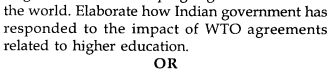 the world. Elaborate how Indian government has
responded to the impact of WTO agreements
related to higher education.
OR